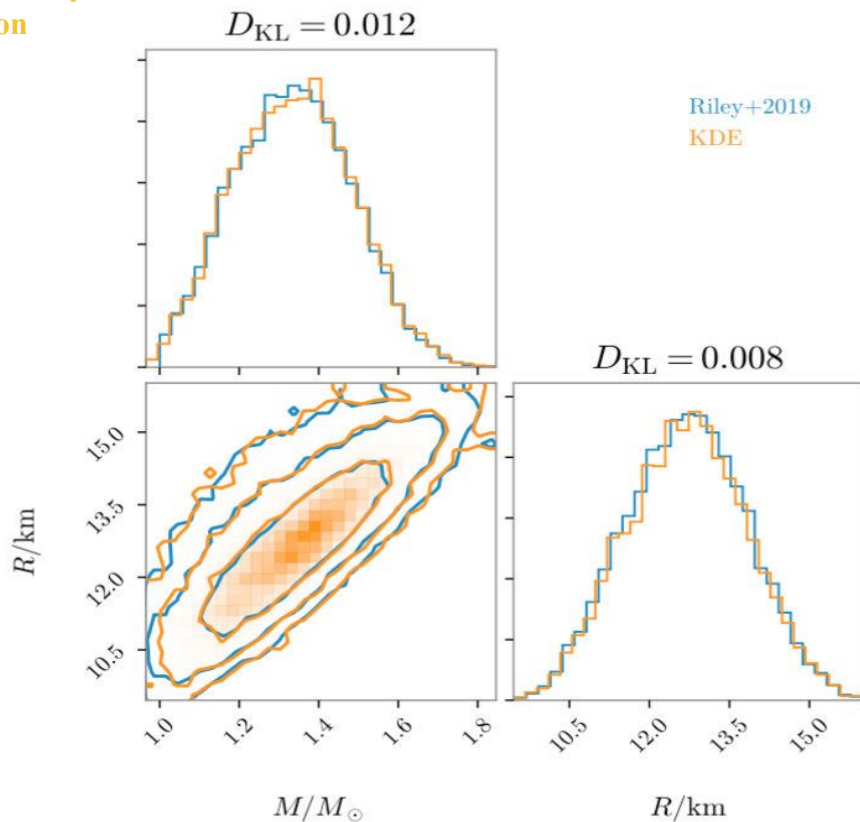 on
D_KL = 0.012
Riley+2019
KDE
D_KL = 0.008
15.0
13.5
12.0
10.5
R/km
1.0 1.2 1.4 1.6 1.8
10.5 12.0 13.5 15.0
M/M⊙
R/km